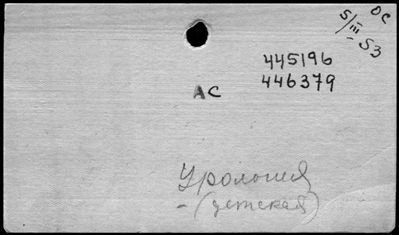 ОС
5/III-53
445196
446379
АС
Урология
-(детская)